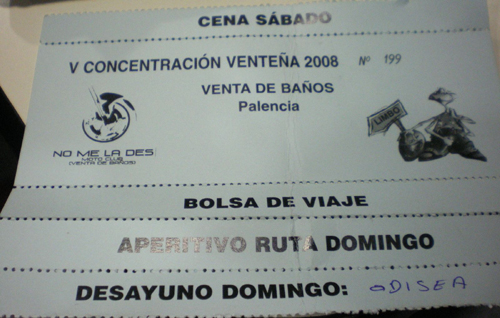 CENA SÁBADO
V CONCENTRACIÓN VENTEÑA 2008 Nº 199
VENTA DE BAÑOS
Palencia
LIMBO
NO ME LA DES
MOTO CLUB
(VENTA DE BAÑOS)
BOLSA DE VIAJE
APERITIVO RUTA DOMINGO
DESAYUNO DOMINGO: ODISEA